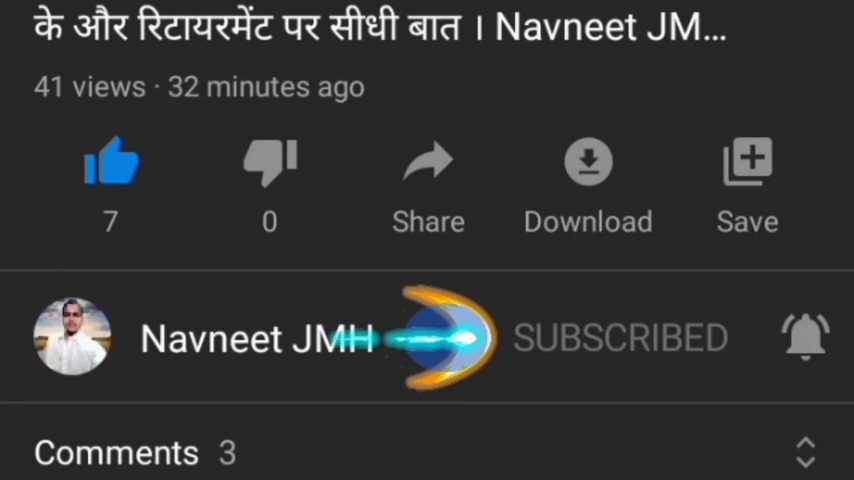 के और रिटायरमेंट पर सीधी बात । Navneet JM...
41 views · 32 minutes ago
7 0 Share Download Save
Navneet JMH SUBSCRIBED
Comments 3